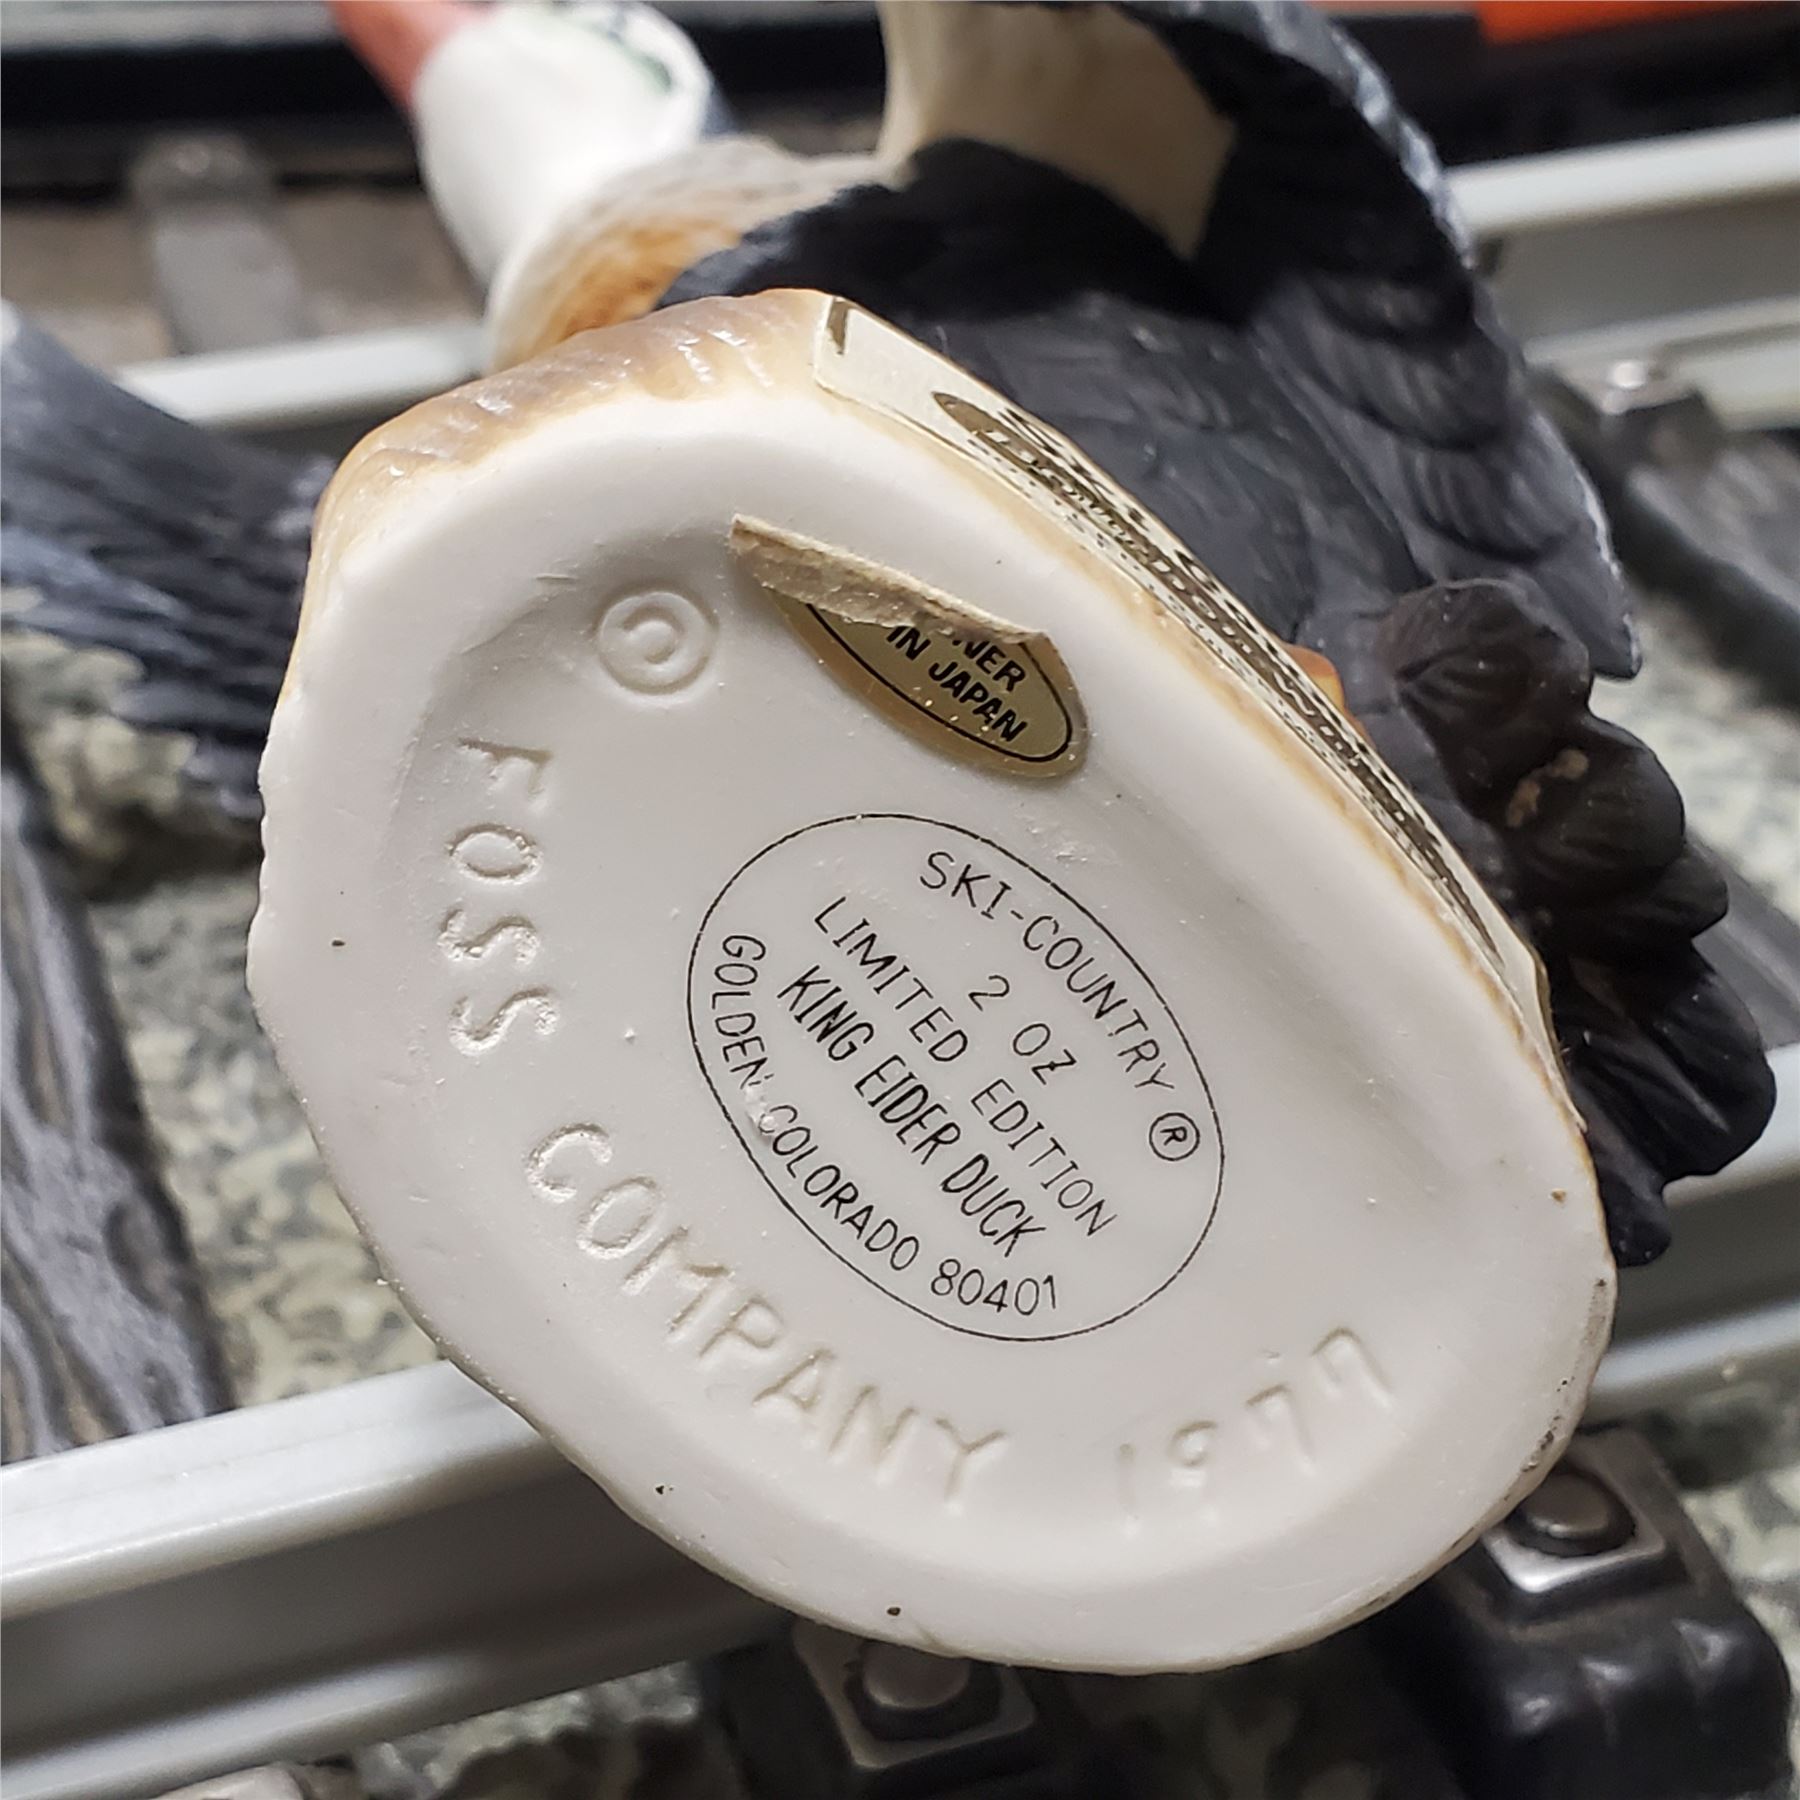 ©
FOSS COMPANY 1977
IN JAPAN
SKI-COUNTRY ®
2 OZ
LIMITED EDITION
KING EIDER DUCK
GOLDEN, COLORADO 80401